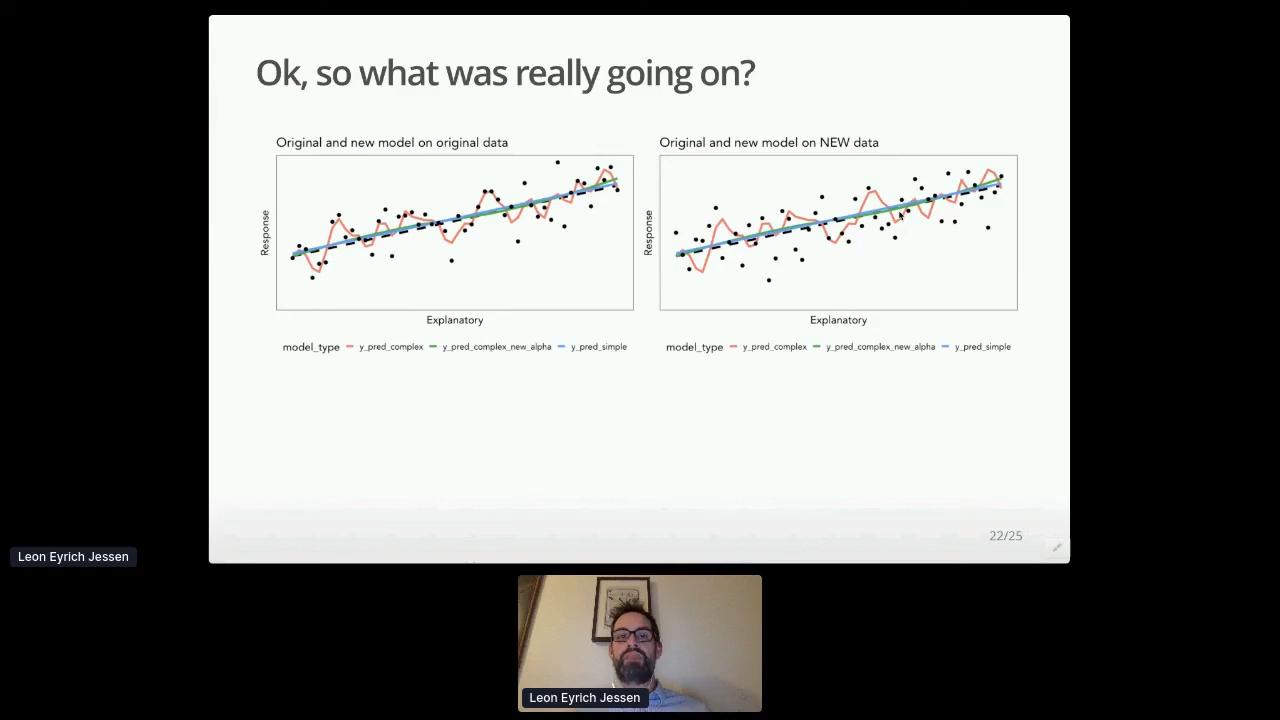 Ok, so what was really going on?
Original and new model on original data
Original and new model on NEW data
Response
Response
Explanatory
Explanatory
model_type y_pred_complex y_pred_complex_new_alpha y_pred_simple
model_type y_pred_complex y_pred_complex_new_alpha y_pred_simple
22/25
Leon Eyrich Jessen
Leon Eyrich Jessen